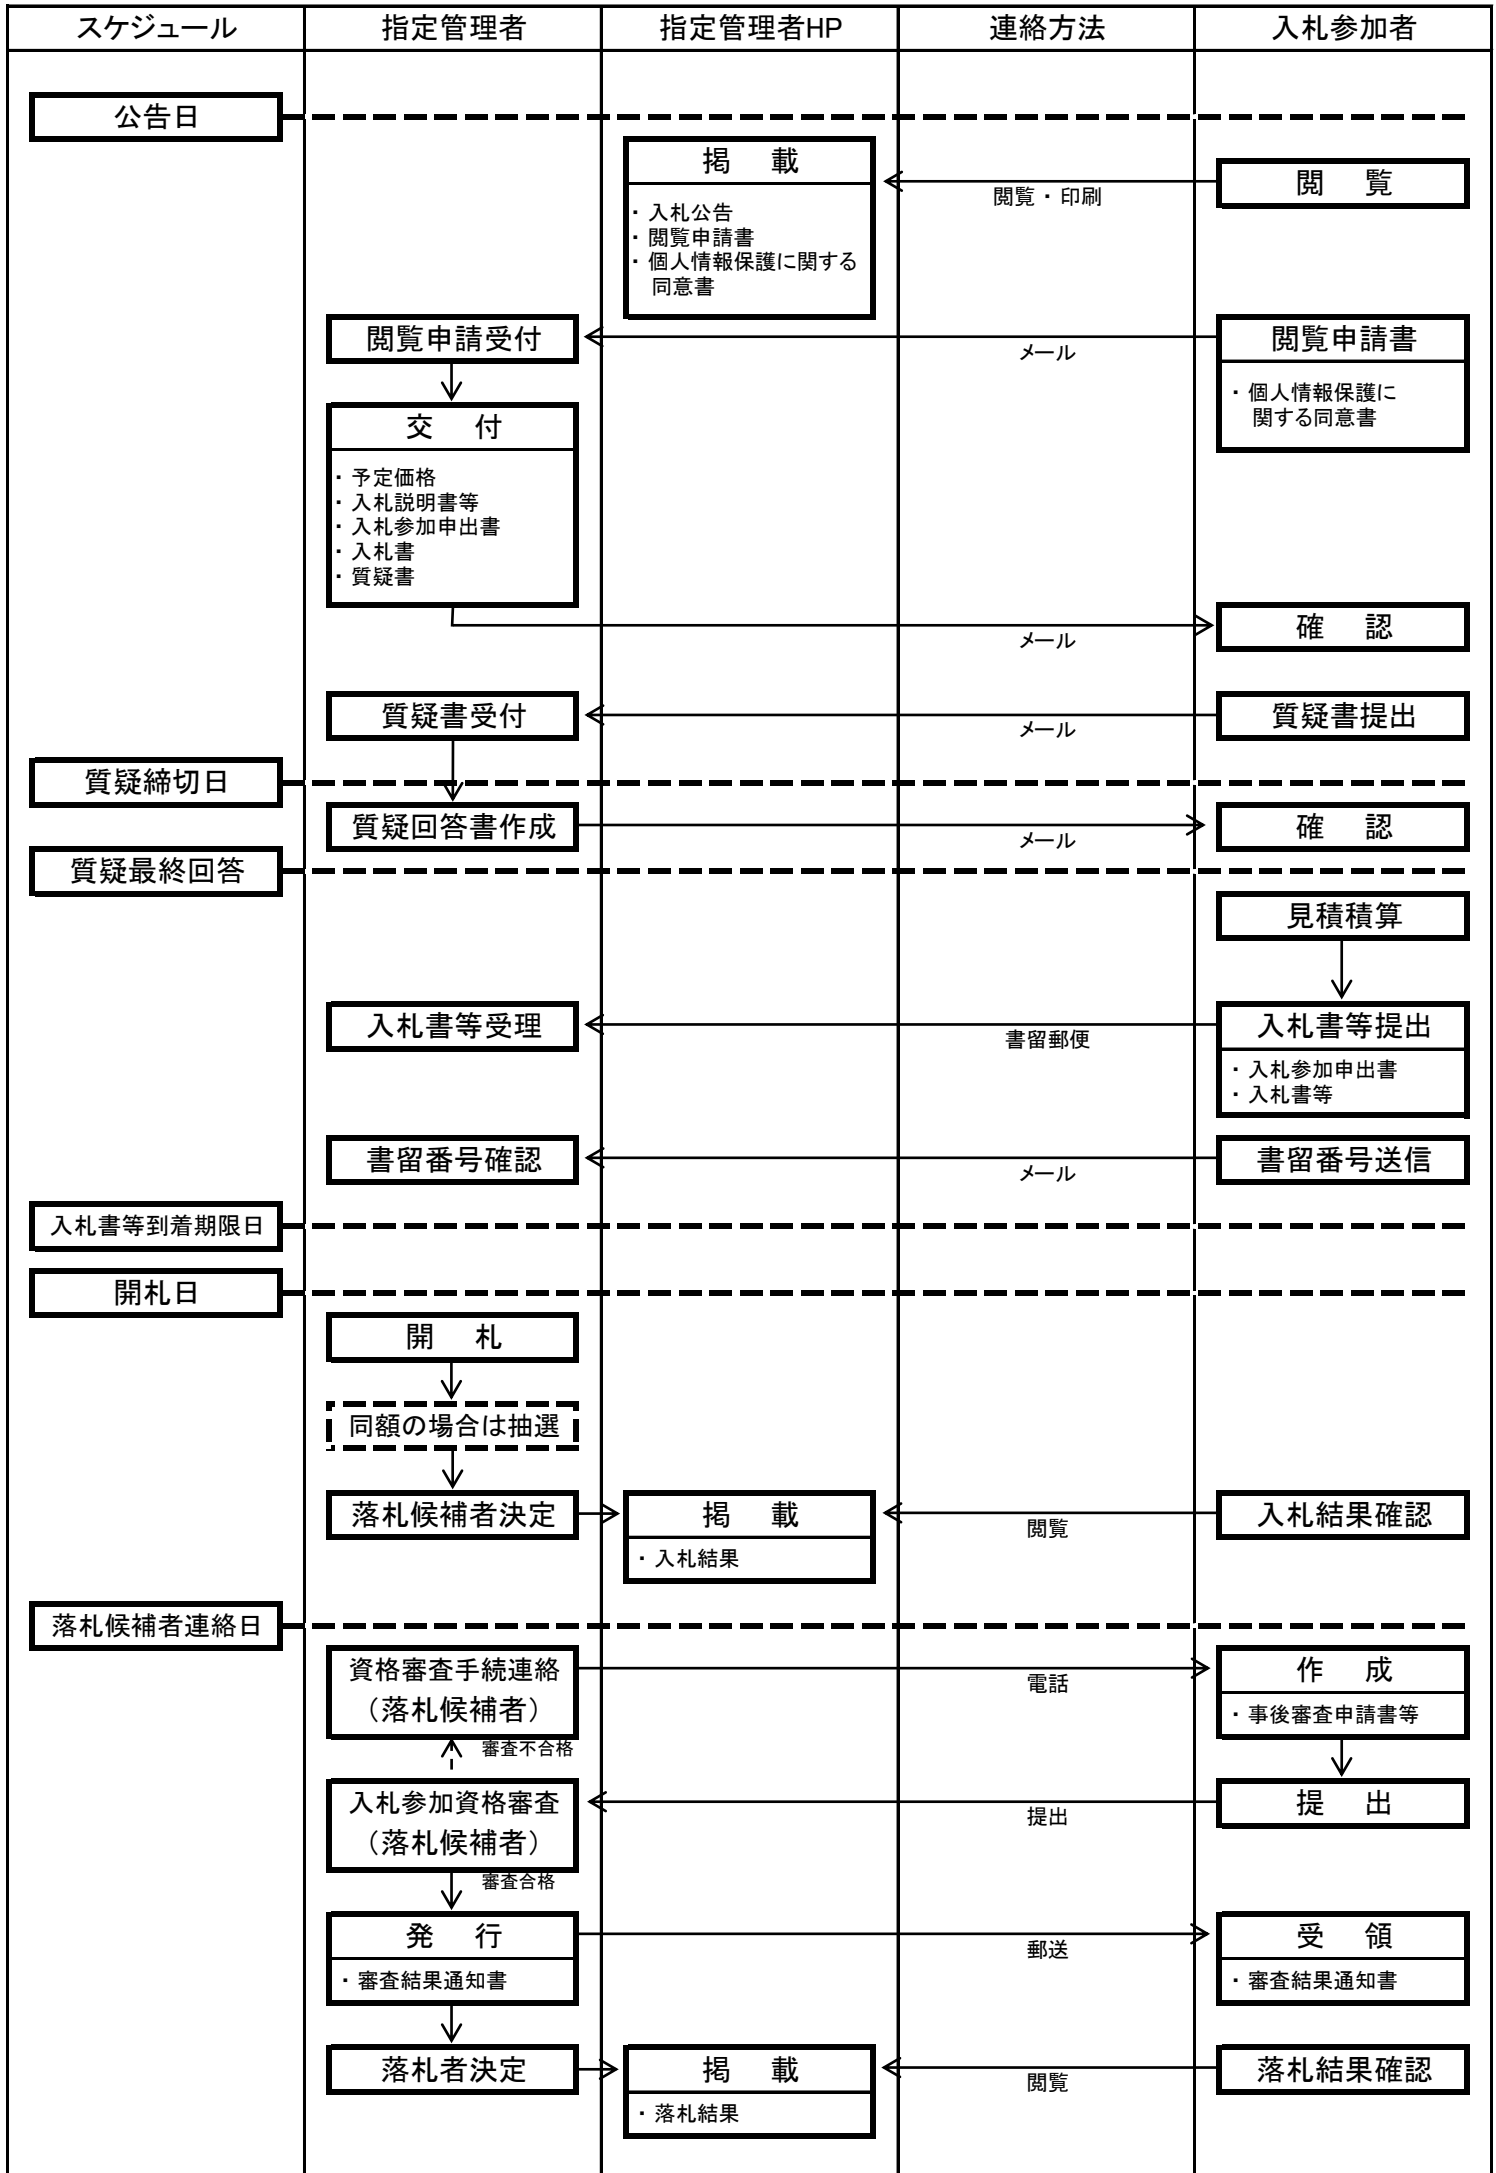 スケジュール
指定管理者
指定管理者HP
連絡方法
入札参加者
公告日
掲　載
・入札公告
・閲覧申請書
・個人情報保護に関する
同意書
閲覧・印刷
閲　覧
閲覧申請受付
メール
閲覧申請書
・個人情報保護に
関する同意書
交　付
・予定価格
・入札説明書等
・入札参加申出書
・入札書
・質疑書
メール
確　認
質疑書受付
メール
質疑書提出
質疑締切日
質疑回答書作成
メール
確　認
質疑最終回答
見積積算
入札書等受理
書留郵便
入札書等提出
・入札参加申出書
・入札書等
書留番号確認
メール
書留番号送信
入札書等到着期限日
開札日
開　札
同額の場合は抽選
落札候補者決定
掲　載
・入札結果
閲覧
入札結果確認
落札候補者連絡日
資格審査手続連絡
（落札候補者）
電話
作　成
・事後審査申請書等
審査不合格
入札参加資格審査
（落札候補者）
提出
提　出
審査合格
発　行
・審査結果通知書
郵送
受　領
・審査結果通知書
落札者決定
掲　載
・落札結果
閲覧
落札結果確認